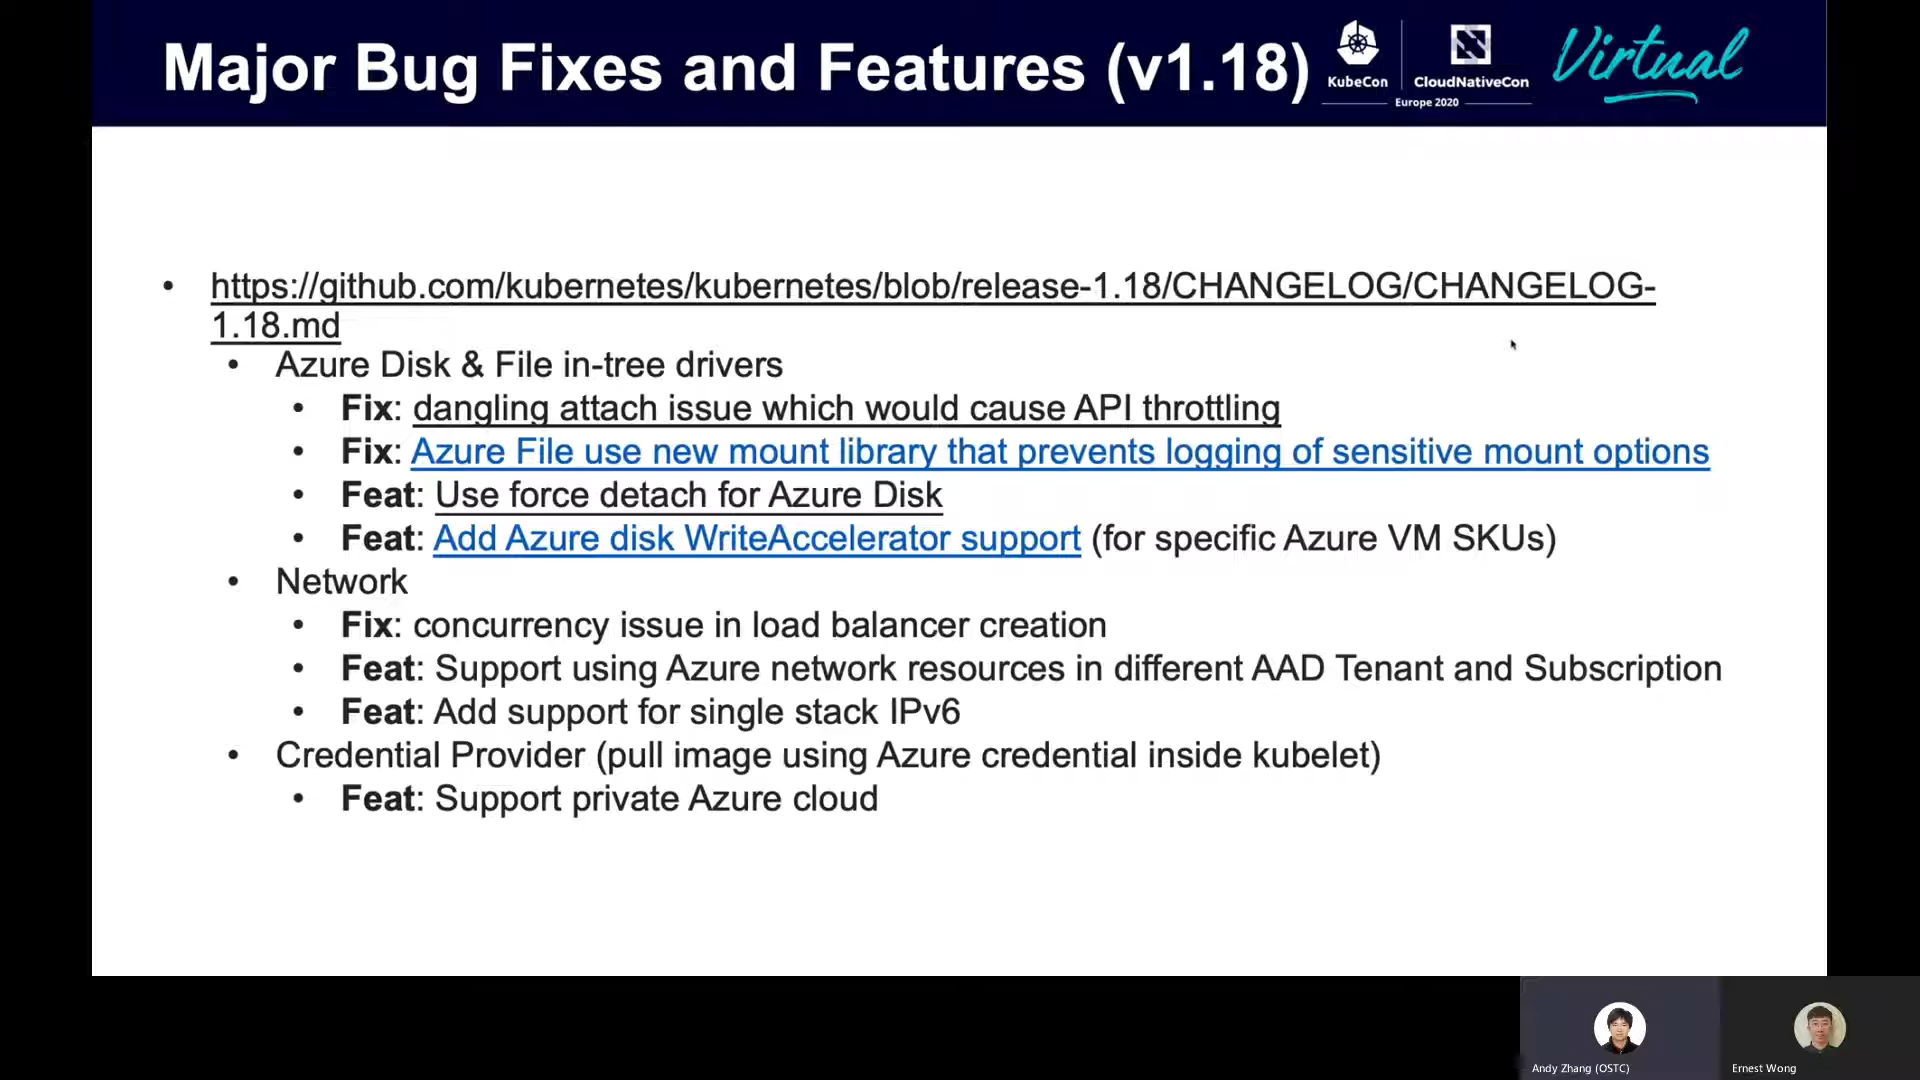 Major Bug Fixes and Features (v1.18)
KubeCon
CloudNativeCon
Europe 2020
Virtual
• https://github.com/kubernetes/kubernetes/blob/release-1.18/CHANGELOG/CHANGELOG-
1.18.md
• Azure Disk & File in-tree drivers
• Fix: dangling attach issue which would cause API throttling
• Fix: Azure File use new mount library that prevents logging of sensitive mount options
• Feat: Use force detach for Azure Disk
• Feat: Add Azure disk WriteAccelerator support (for specific Azure VM SKUs)
• Network
• Fix: concurrency issue in load balancer creation
• Feat: Support using Azure network resources in different AAD Tenant and Subscription
• Feat: Add support for single stack IPv6
• Credential Provider (pull image using Azure credential inside kubelet)
• Feat: Support private Azure cloud
Andy Zhang (OSTC)
Ernest Wong